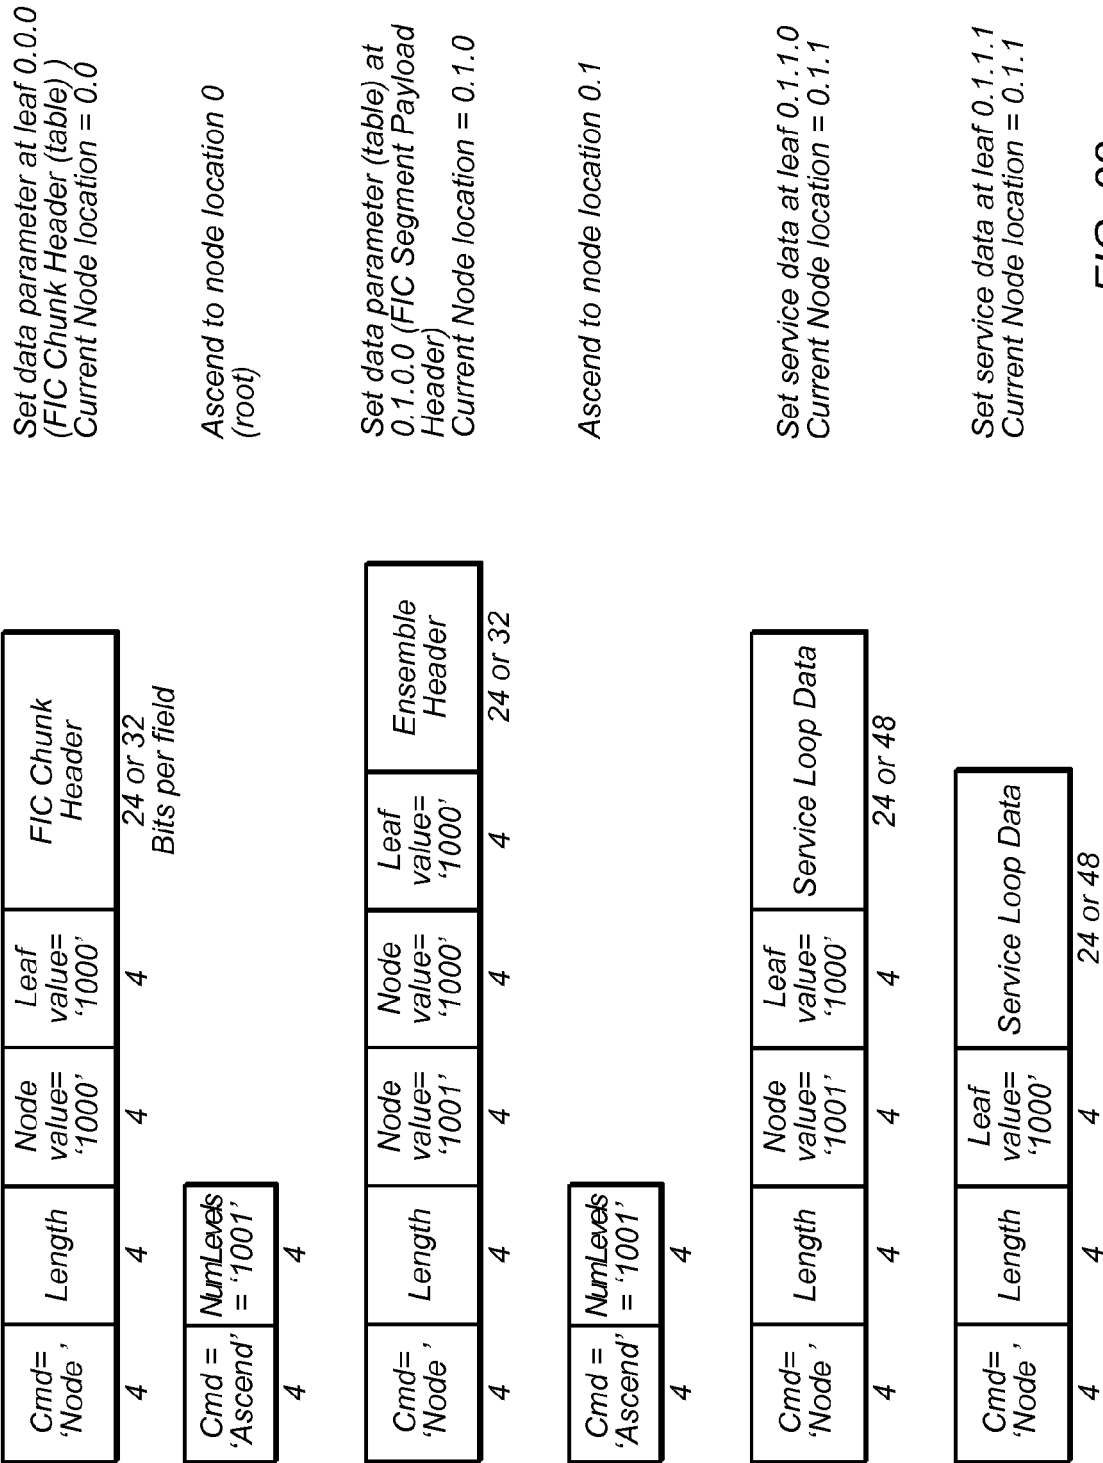 Cmd=
‘Node ’
Length
Node
value=
‘1000’
Leaf
value=
‘1000’
FIC Chunk
Header
4
4
4
4
24 or 32
Bits per field
Set data parameter at leaf 0.0.0
(FIC Chunk Header (table) )
Current Node location = 0.0
Cmd =
‘Ascend’
NumLevels
= ‘1001’
4
4
Ascend to node location 0
(root)
Cmd=
‘Node ’
Length
Node
value=
‘1001’
Node
value=
‘1000’
Leaf
value=
‘1000’
Ensemble
Header
4
4
4
4
4
24 or 32
Set data parameter (table) at
0.1.0.0 (FIC Segment Payload
Header)
Current Node location = 0.1.0
Cmd =
‘Ascend’
NumLevels
= ‘1001’
4
4
Ascend to node location 0.1
Cmd=
‘Node ’
Length
Node
value=
‘1001’
Leaf
value=
‘1000’
Service Loop Data
4
4
4
4
24 or 48
Set service data at leaf 0.1.1.0
Current Node location = 0.1.1
Cmd=
‘Node ’
Length
Leaf
value=
‘1000’
Service Loop Data
4
4
4
24 or 48
Set service data at leaf 0.1.1.1
Current Node location = 0.1.1
FIG.